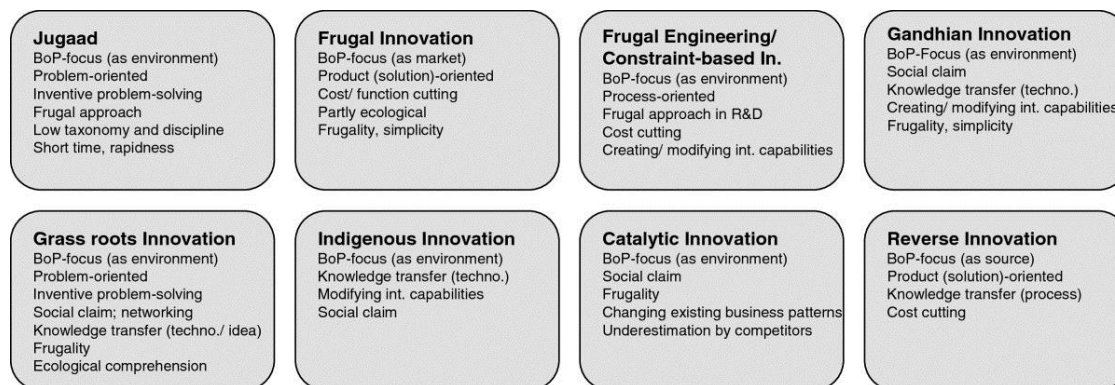 Jugaad
BoP-focus (as environment)
Problem-oriented
Inventive problem-solving
Frugal approach
Low taxonomy and discipline
Short time, rapidness
Frugal Innovation
BoP-focus (as market)
Product (solution)-oriented
Cost/ function cutting
Partly ecological
Frugality, simplicity
Frugal Engineering/
Constraint-based In.
BoP-focus (as environment)
Process-oriented
Frugal approach in R&D
Cost cutting
Creating/ modifying int. capabilities
Gandhian Innovation
BoP-Focus (as environment)
Social claim
Knowledge transfer (techno.)
Creating/ modifying int. capabilities
Frugality, simplicity
Grass roots Innovation
BoP-focus (as environment)
Problem-oriented
Inventive problem-solving
Social claim; networking
Knowledge transfer (techno./ idea)
Frugality
Ecological comprehension
Indigenous Innovation
BoP-focus (as environment)
Knowledge transfer (techno.)
Modifying int. capabilities
Social claim
Catalytic Innovation
BoP-focus (as environment)
Social claim
Frugality
Changing existing business patterns
Underestimation by competitors
Reverse Innovation
BoP-focus (as source)
Product (solution)-oriented
Knowledge transfer (process)
Cost cutting